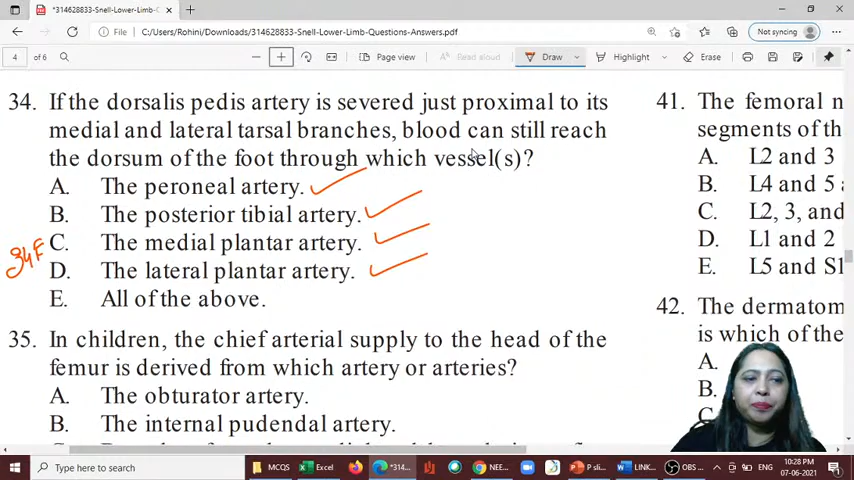 *314628833-Snell-Lower-Limb-Q
File
C:/Users/Rohini/Downloads/314628833-Snell-Lower-Limb-Questions-Answers.pdf
Not syncing
4
of 6
Page view
Read aloud
Draw
Highlight
Erase
34. If the dorsalis pedis artery is severed just proximal to its
medial and lateral tarsal branches, blood can still reach
the dorsum of the foot through which vessel(s)?
A. The peroneal artery.
B. The posterior tibial artery.
C. The medial plantar artery.
D. The lateral plantar artery.
E. All of the above.
35. In children, the chief arterial supply to the head of the
femur is derived from which artery or arteries?
A. The obturator artery.
B. The internal pudendal artery.
41. The femoral n
segments of th
A. L2 and 3
B. L4 and 5
C. L2, 3, and
D. L1 and 2
E. L5 and S1
42. The dermatom
is which of the
A.
B.
34E
Type here to search
MCQS
Excel
*314...
NEE...
P sli...
LINK...
OBS ...
ENG
10:28 PM
07-06-2021